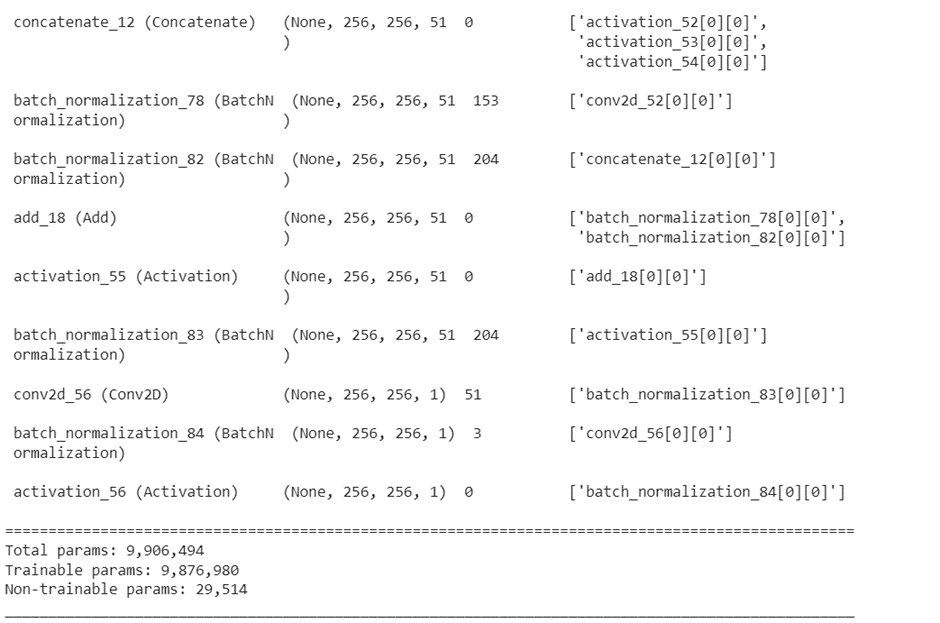 concatenate_12 (Concatenate) (None, 256, 256, 51 0 ['activation_52[0][0]',
) 'activation_53[0][0]',
'activation_54[0][0]']
batch_normalization_78 (BatchN (None, 256, 256, 51 153 ['conv2d_52[0][0]']
ormalization) )
batch_normalization_82 (BatchN (None, 256, 256, 51 204 ['concatenate_12[0][0]']
ormalization) )
add_18 (Add) (None, 256, 256, 51 0 ['batch_normalization_78[0][0]',
) 'batch_normalization_82[0][0]']
activation_55 (Activation) (None, 256, 256, 51 0 ['add_18[0][0]']
)
batch_normalization_83 (BatchN (None, 256, 256, 51 204 ['activation_55[0][0]']
ormalization) )
conv2d_56 (Conv2D) (None, 256, 256, 1) 51 ['batch_normalization_83[0][0]']
batch_normalization_84 (BatchN (None, 256, 256, 1) 3 ['conv2d_56[0][0]']
ormalization)
activation_56 (Activation) (None, 256, 256, 1) 0 ['batch_normalization_84[0][0]']
==================================================================================================
Total params: 9,906,494
Trainable params: 9,876,980
Non-trainable params: 29,514
__________________________________________________________________________________________________